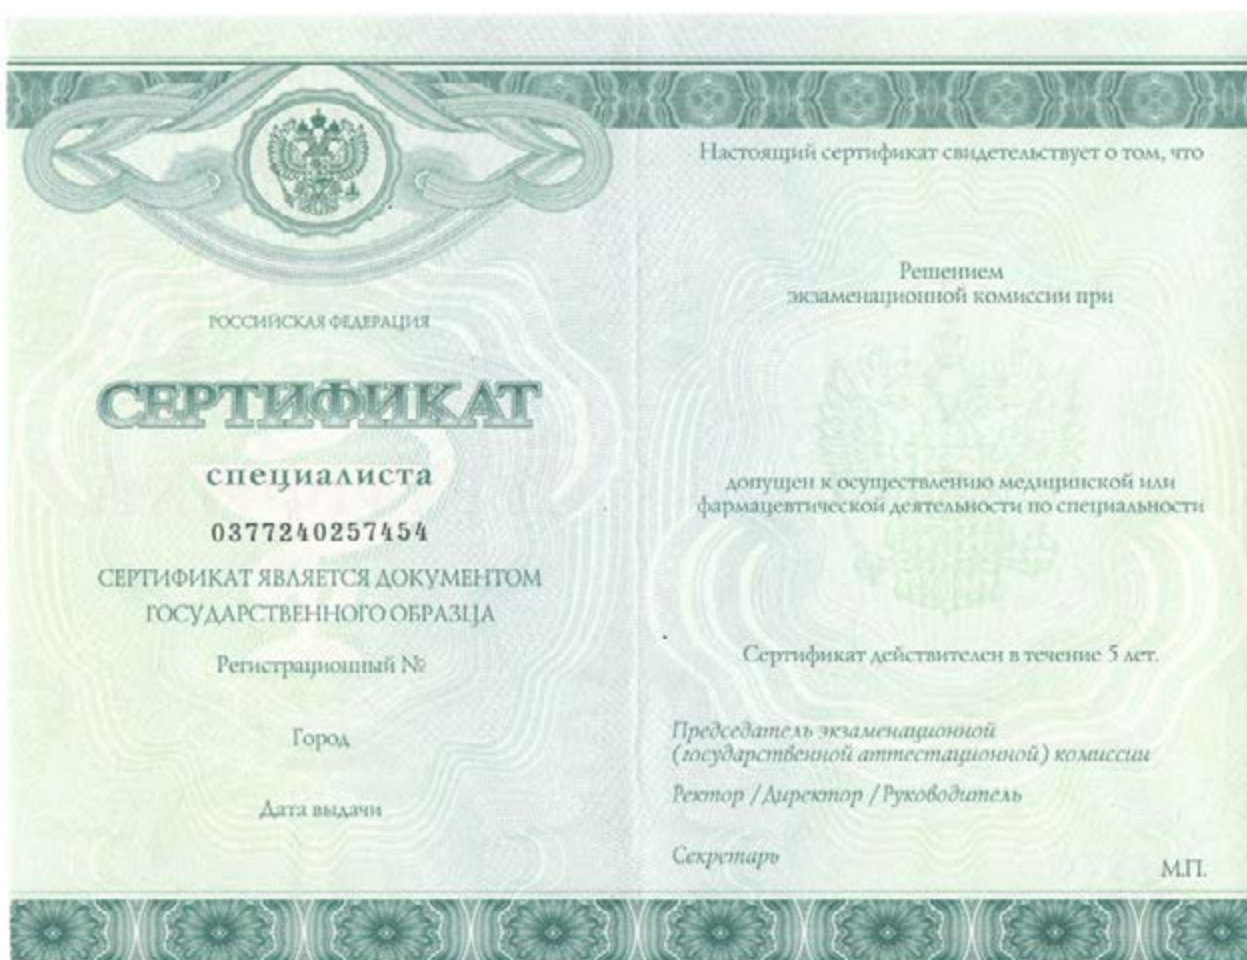 РОССИЙСКАЯ ФЕДЕРАЦИЯ
СЕРТИФИКАТ
специалиста
0377240257454
СЕРТИФИКАТ ЯВЛЯЕТСЯ ДОКУМЕНТОМ
ГОСУДАРСТВЕННОГО ОБРАЗЦА
Регистрационный №
Город
Дата выдачи
Настоящий сертификат свидетельствует о том, что
Решением
экзаменационной комиссии при
допущен к осуществлению медицинской или
фармацевтической деятельности по специальности
Сертификат действителен в течение 5 лет.
Председатель экзаменационной
(государственной аттестационной) комиссии
Ректор / Директор / Руководитель
Секретарь
М.П.